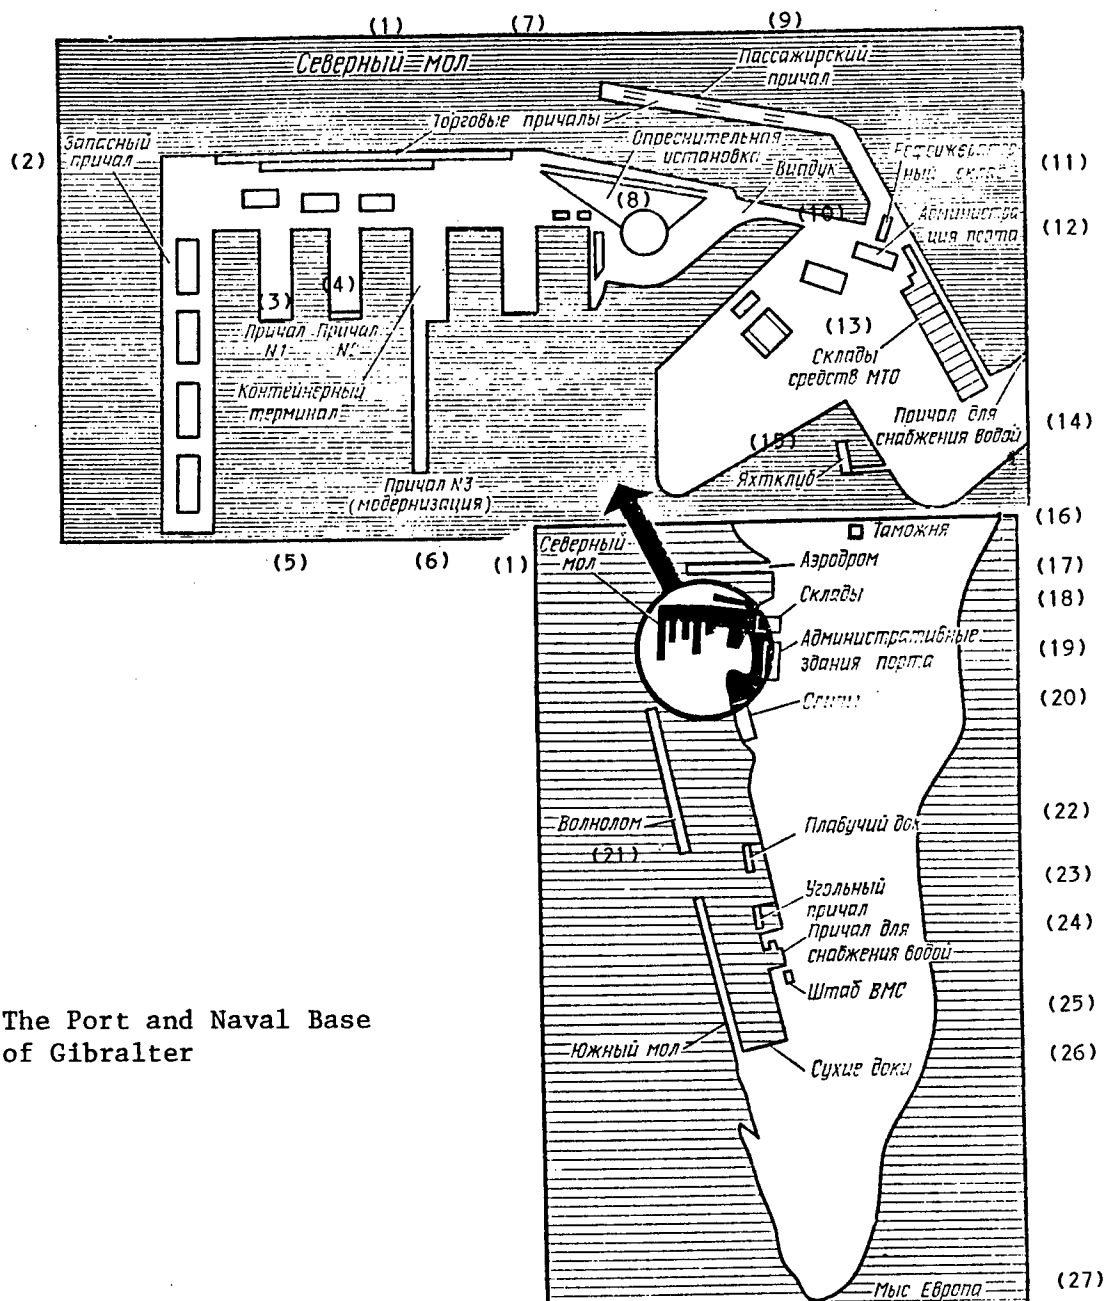 (1) (7) (9)
Северный мол
Пассажирский
причал
Торговые причалы
Запасный
причал
(2)
Опреснительная
установка
(8)
Виадук
(10)
(11)
Администра-
ция порта
(12)
(3)
(4)
Причал
N1
Причал
Контейнерный
терминал
(13)
Склады
средств МТО
Причал для
снабжения водой
(14)
(15)
Яхтклуб
Причал N3
(модернизация)
(5) (6) (1)
Северный
мол
Таможня
(16)
Аэродром
(17)
Склады
(18)
Административные
здания порта
(19)
(20)
Волнолом
(21)
Плавучий док
(22)
(23)
Угольный
причал
(24)
Причал для
снабжения водой
Штаб ВМС
(25)
Южный мол
Сухие доки
(26)
The Port and Naval Base
of Gibralter
Мыс Европа
(27)